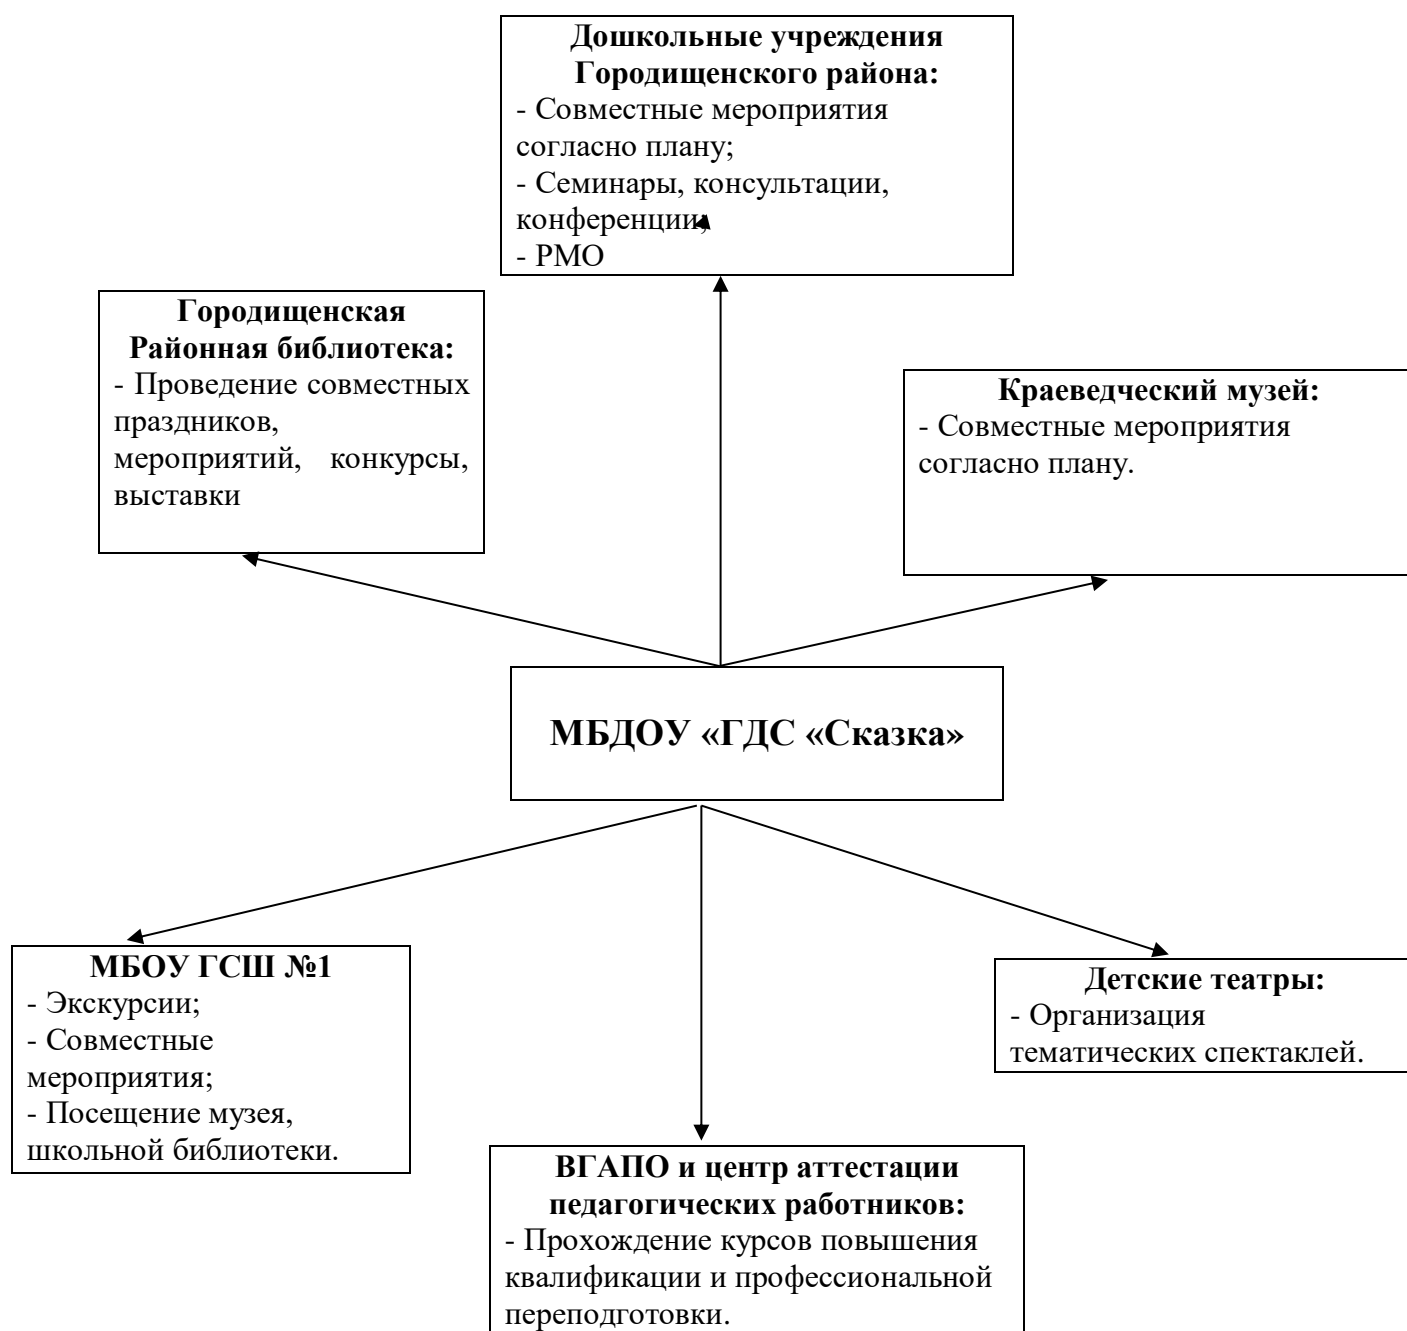 Дошкольные учреждения
Городищенского района:
- Совместные мероприятия
согласно плану;
- Семинары, консультации,
конференции;
- РМО
Городищенская
Районная библиотека:
- Проведение совместных
праздников,
мероприятий, конкурсы,
выставки
Краеведческий музей:
- Совместные мероприятия
согласно плану.
МБДОУ «ГДС «Сказка»
МБОУ ГСШ №1
- Экскурсии;
- Совместные
мероприятия;
- Посещение музея,
школьной библиотеки.
Детские театры:
- Организация
тематических спектаклей.
ВГАПО и центр аттестации
педагогических работников:
- Прохождение курсов повышения
квалификации и профессиональной
переподготовки.